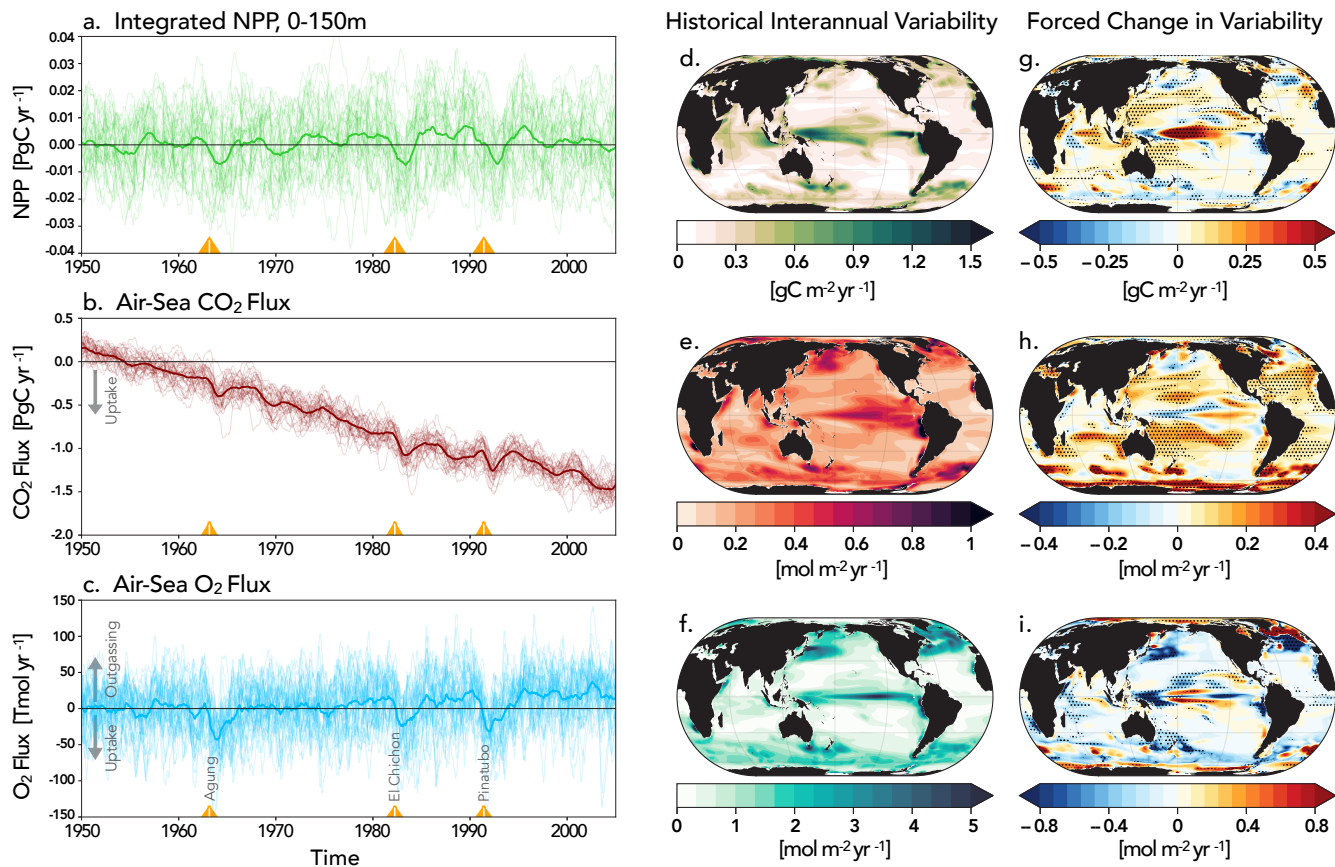 a. Integrated NPP, 0-150m
NPP [PgC yr⁻¹]
0.04
0.03
0.02
0.01
0.00
-0.01
-0.02
-0.03
-0.04
1950 1960 1970 1980 1990 2000
b. Air-Sea CO₂ Flux
CO₂ Flux [PgC yr⁻¹]
0.5
0.0
-0.5
-1.0
-1.5
-2.0
Uptake
1950 1960 1970 1980 1990 2000
c. Air-Sea O₂ Flux
O₂ Flux [Tmol yr⁻¹]
150
100
50
0
-50
-100
-150
Outgassing
Uptake
Agung
El Chichon
Pinatubo
1950 1960 1970 1980 1990 2000
Time
Historical Interannual Variability
d.
0 0.3 0.6 0.9 1.2 1.5
[gC m⁻² yr⁻¹]
e.
0 0.2 0.4 0.6 0.8 1
[mol m⁻² yr⁻¹]
f.
0 1 2 3 4 5
[mol m⁻² yr⁻¹]
Forced Change in Variability
g.
−0.5 −0.25 0 0.25 0.5
[gC m⁻² yr⁻¹]
h.
−0.4 −0.2 0 0.2 0.4
[mol m⁻² yr⁻¹]
i.
−0.8 −0.4 0 0.4 0.8
[mol m⁻² yr⁻¹]